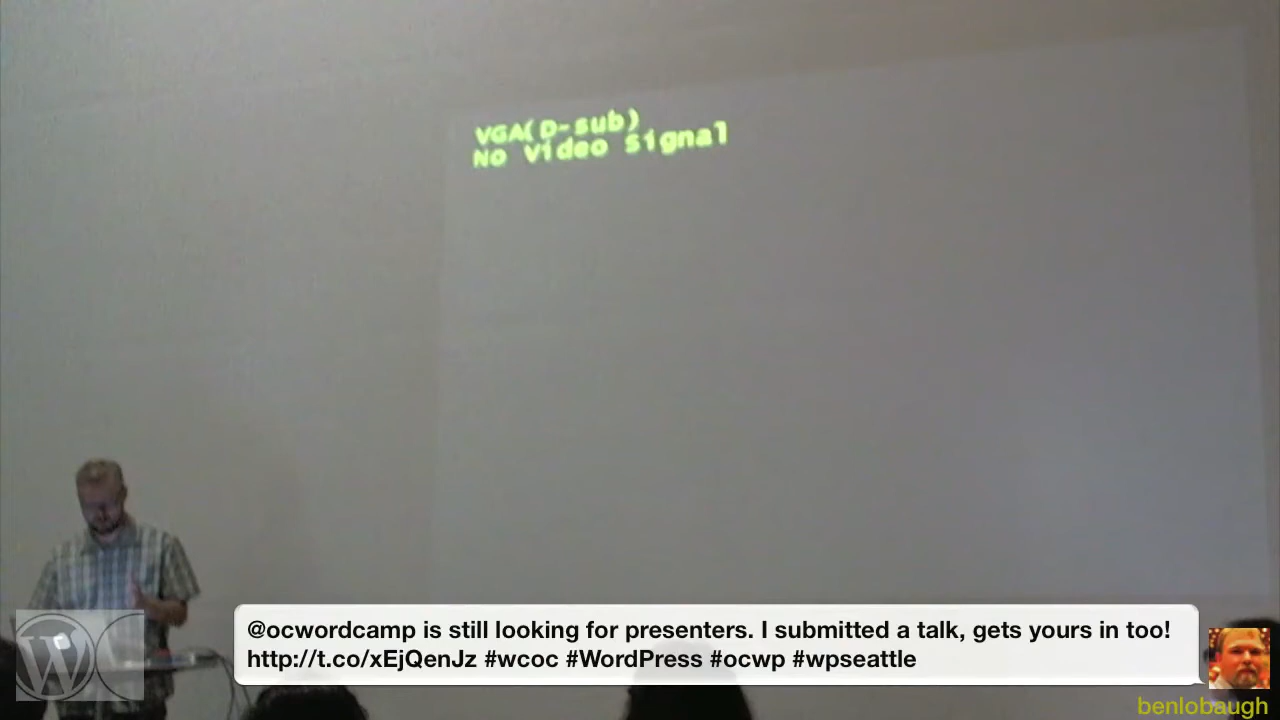 VGA(D-sub)
No Video Signal
@ocwordcamp is still looking for presenters. I submitted a talk, gets yours in too!
http://t.co/xEjQenJz #wcoc #WordPress #ocwp #wpseattle
benlobaugh